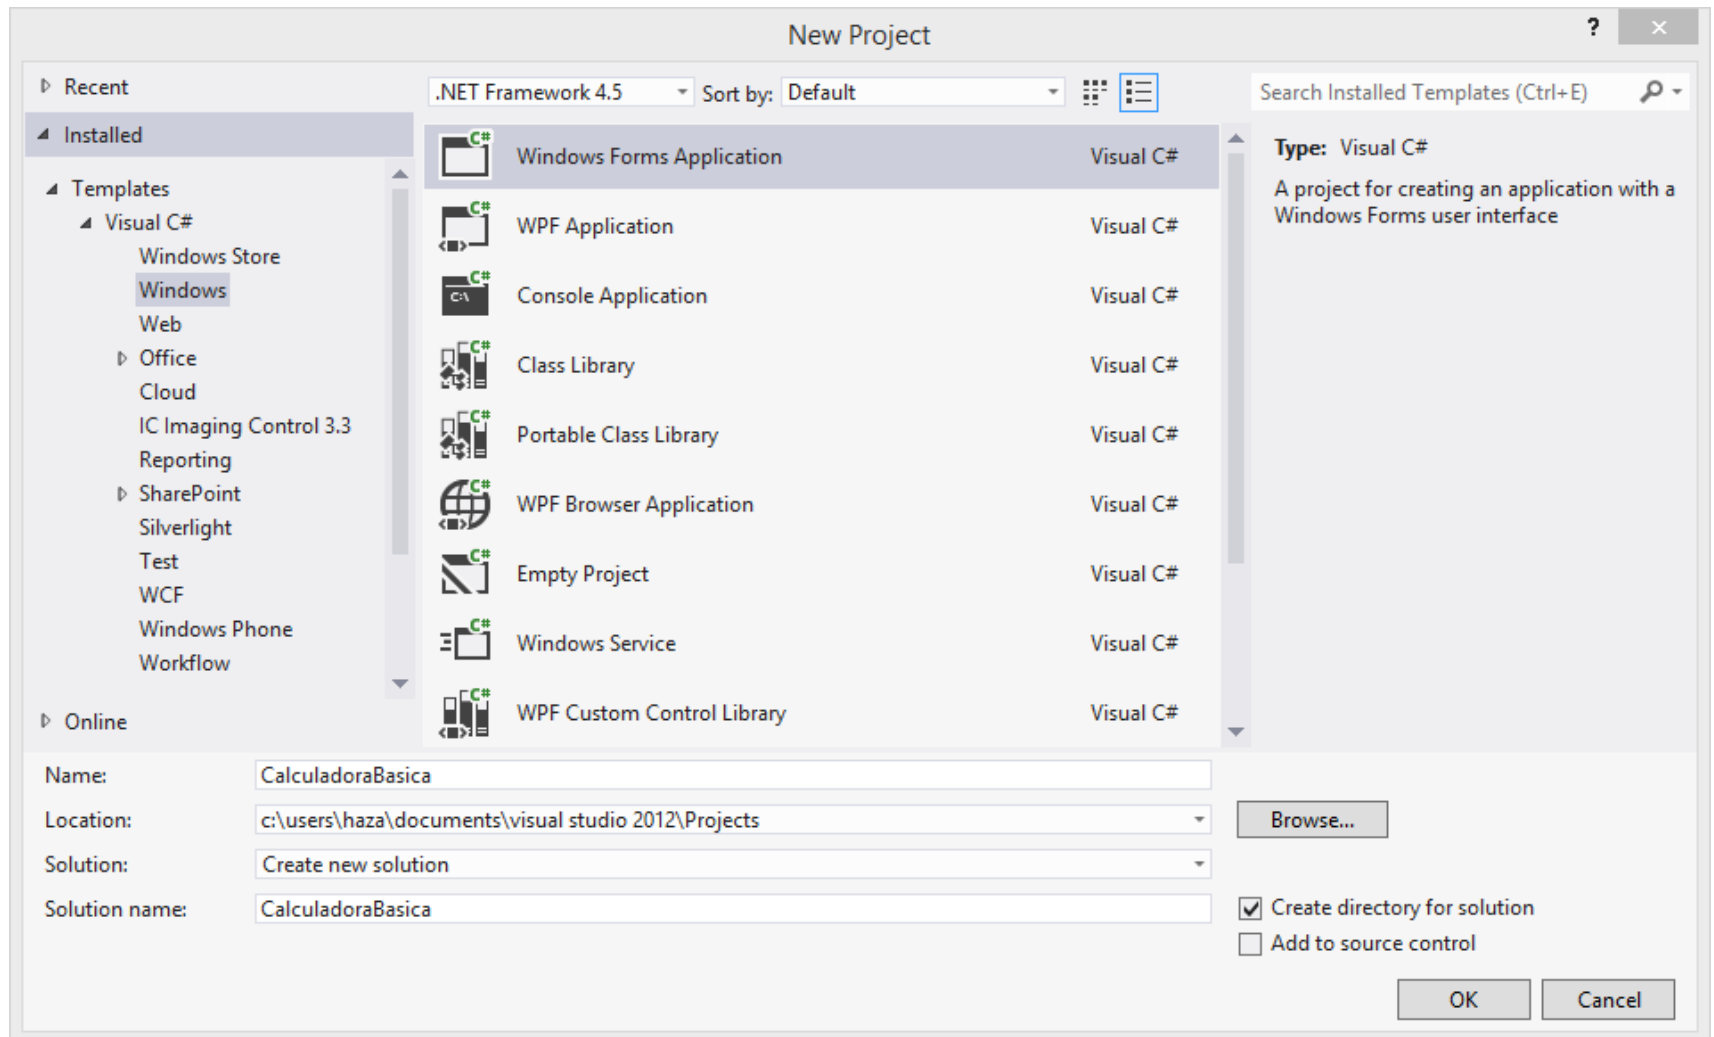 New Project
?
Recent
.NET Framework 4.5
Sort by: Default
Search Installed Templates (Ctrl+E)
Installed
Templates
Visual C#
Windows Store
Windows
Web
Office
Cloud
IC Imaging Control 3.3
Reporting
SharePoint
Silverlight
Test
WCF
Windows Phone
Workflow
Online
C# Windows Forms Application Visual C#
C# WPF Application Visual C#
C# C:\ Console Application Visual C#
C# Class Library Visual C#
C# Portable Class Library Visual C#
C# WPF Browser Application Visual C#
C# Empty Project Visual C#
C# Windows Service Visual C#
C# WPF Custom Control Library Visual C#
Type: Visual C#
A project for creating an application with a
Windows Forms user interface
Name: CalculadoraBasica
Location: c:\users\haza\documents\visual studio 2012\Projects
Browse...
Solution: Create new solution
Solution name: CalculadoraBasica
Create directory for solution
Add to source control
OK
Cancel